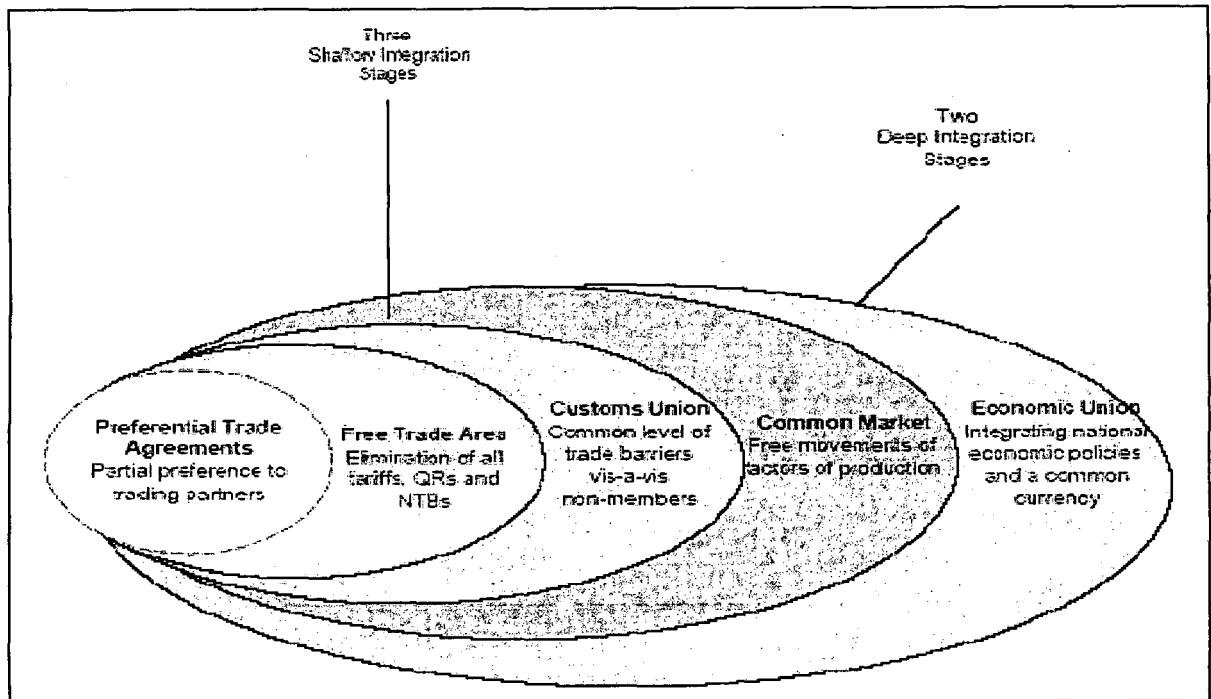 Three
Shallow Integration
Stages
Two
Deep Integration
Stages
Preferential Trade
Agreements
Partial preference to
trading partners
Free Trade Area
Elimination of all
tariffs, QRs and
NTBs
Customs Union
Common level of
trade barriers
vis-a-vis
non-members
Common Market
Free movements of
factors of production
Economic Union
Integrating national
economic policies
and a common
currency